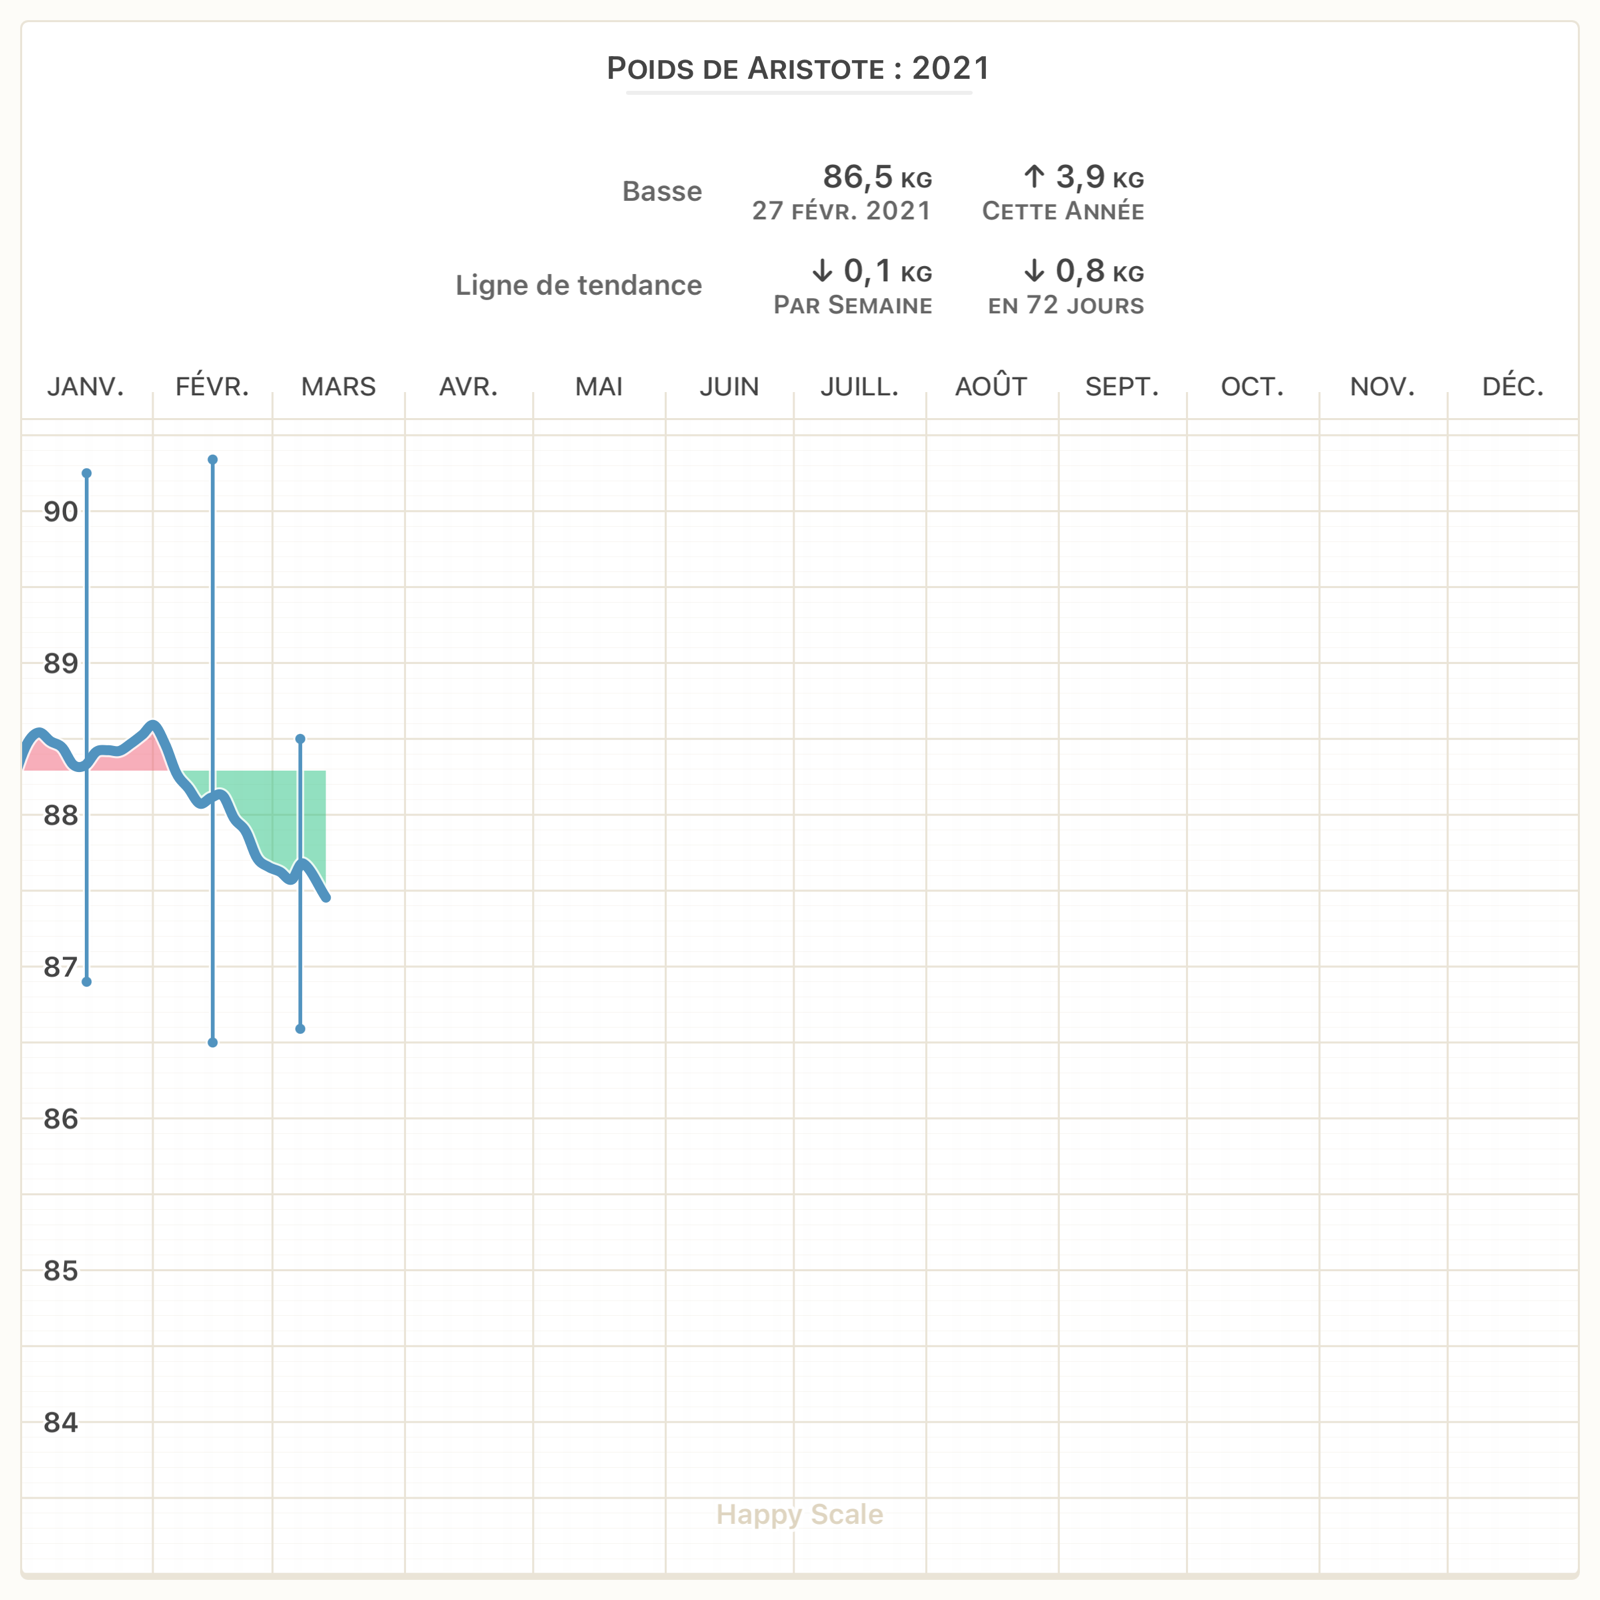 Poids de Aristote : 2021
Basse
86,5 kg
27 févr. 2021
↑ 3,9 kg
Cette Année
Ligne de tendance
↓ 0,1 kg
Par Semaine
↓ 0,8 kg
en 72 jours
JANV. FÉVR. MARS AVR. MAI JUIN JUILL. AOÛT SEPT. OCT. NOV. DÉC.
90
89
88
87
86
85
84
Happy Scale